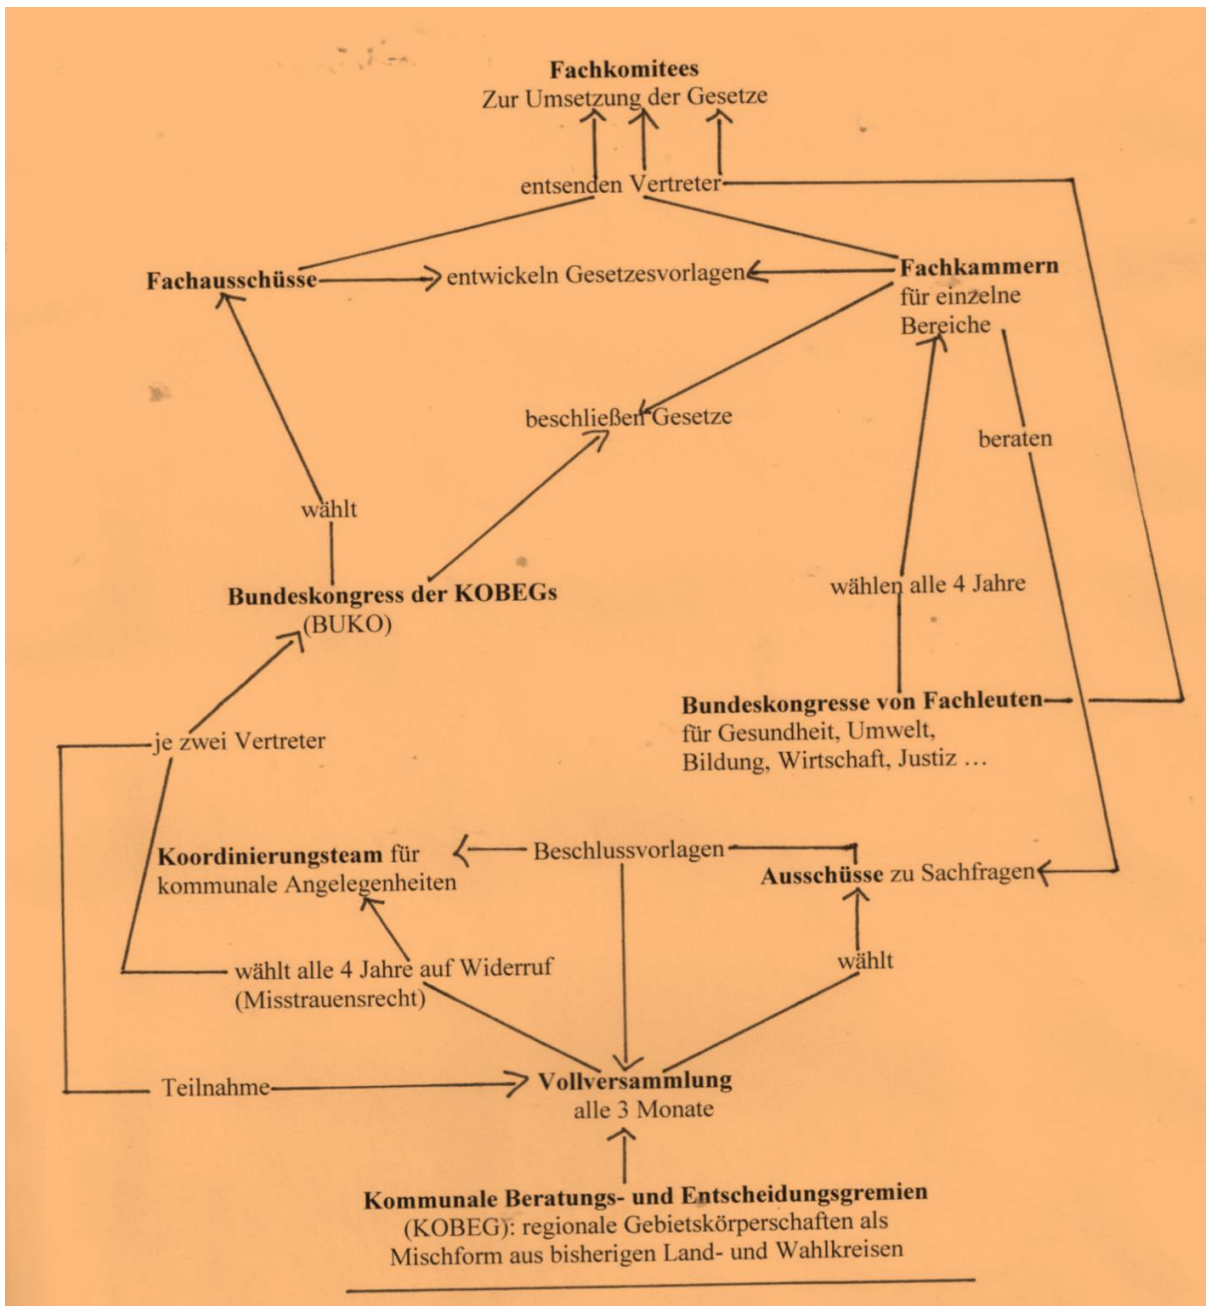 Fachkomitees
Zur Umsetzung der Gesetze
entsenden Vertreter
Fachausschüsse
entwickeln Gesetzesvorlagen
Fachkammern
für einzelne
Bereiche
beschließen Gesetze
beraten
wählt
Bundeskongress der KOBEGs
(BUKO)
wählen alle 4 Jahre
Bundeskongresse von Fachleuten
für Gesundheit, Umwelt,
Bildung, Wirtschaft, Justiz …
je zwei Vertreter
Koordinierungsteam für
kommunale Angelegenheiten
Beschlussvorlagen
Ausschüsse zu Sachfragen
wählt alle 4 Jahre auf Widerruf
(Misstrauensrecht)
wählt
Teilnahme
Vollversammlung
alle 3 Monate
Kommunale Beratungs- und Entscheidungsgremien
(KOBEG): regionale Gebietskörperschaften als
Mischform aus bisherigen Land- und Wahlkreisen